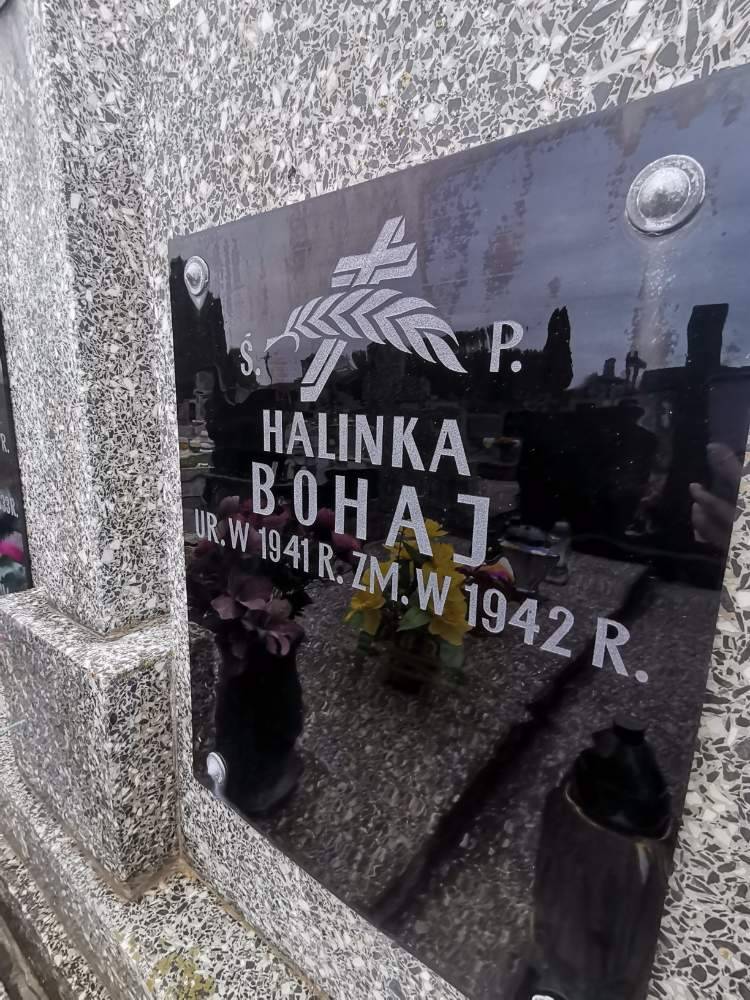 Ś. P.
HALINKA
BOHAJ
UR. W 1941 R. ZM. W 1942 R.
R.